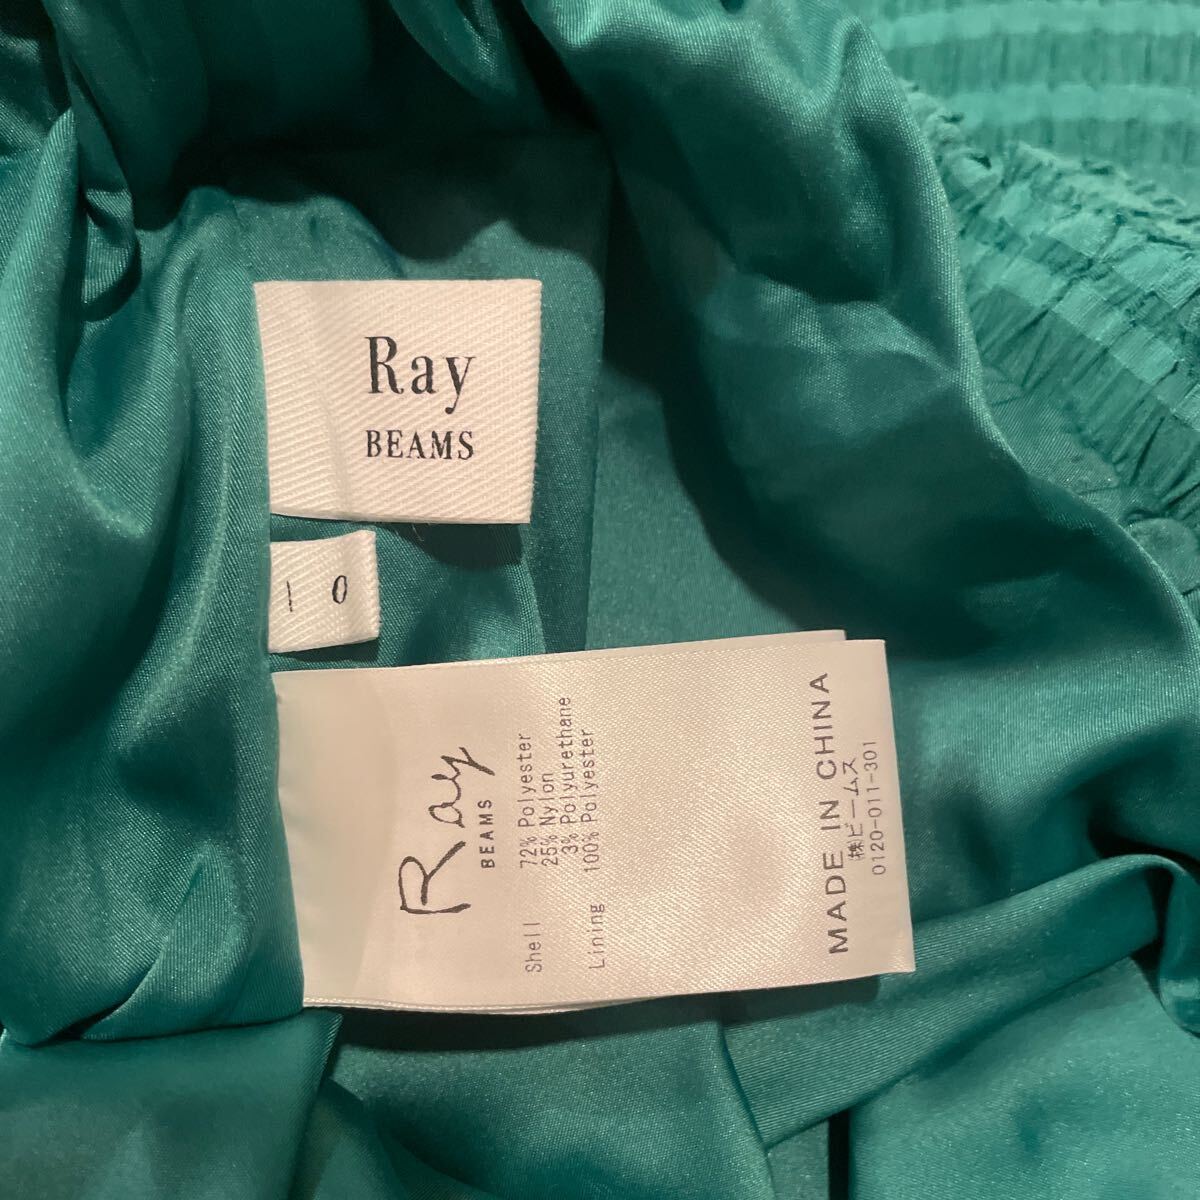 Ray
BEAMS
| 0
Ray
BEAMS
Shell 72% Polyester
25% Nylon
3% Polyurethane
Lining 100% Polyester
MADE IN CHINA
㈱ビームス
0120-011-301